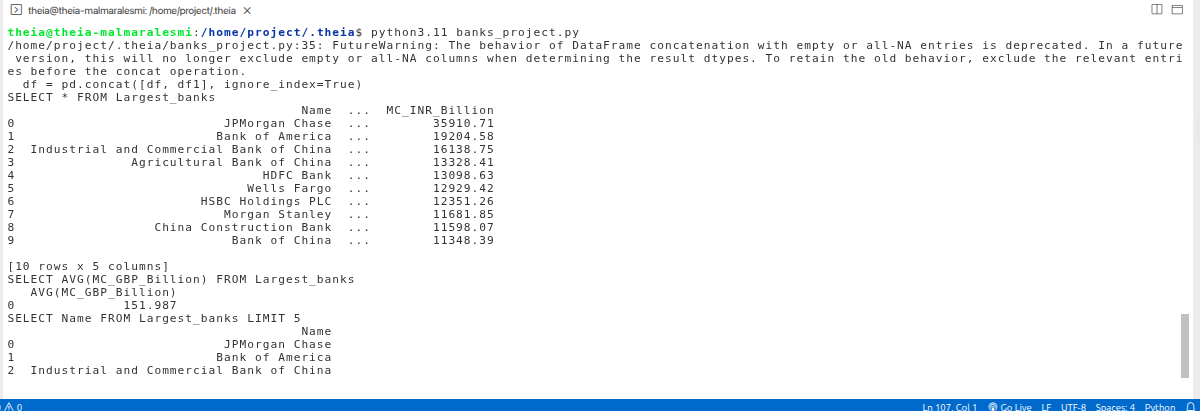 theia@theia-malmaralesmi: /home/project/.theia ×
theia@theia-malmaralesmi:/home/project/.theia$ python3.11 banks_project.py
/home/project/.theia/banks_project.py:35: FutureWarning: The behavior of DataFrame concatenation with empty or all-NA entries is deprecated. In a future
version, this will no longer exclude empty or all-NA columns when determining the result dtypes. To retain the old behavior, exclude the relevant entri
es before the concat operation.
df = pd.concat([df, df1], ignore_index=True)
SELECT * FROM Largest_banks
Name ... MC_INR_Billion
0 JPMorgan Chase ... 35910.71
1 Bank of America ... 19204.58
2 Industrial and Commercial Bank of China ... 16138.75
3 Agricultural Bank of China ... 13328.41
4 HDFC Bank ... 13098.63
5 Wells Fargo ... 12929.42
6 HSBC Holdings PLC ... 12351.26
7 Morgan Stanley ... 11681.85
8 China Construction Bank ... 11598.07
9 Bank of China ... 11348.39
[10 rows x 5 columns]
SELECT AVG(MC_GBP_Billion) FROM Largest_banks
AVG(MC_GBP_Billion)
0 151.987
SELECT Name FROM Largest_banks LIMIT 5
Name
0 JPMorgan Chase
1 Bank of America
2 Industrial and Commercial Bank of China
0 Ln 107, Col 1 Go Live LF UTF-8 Spaces: 4 Python